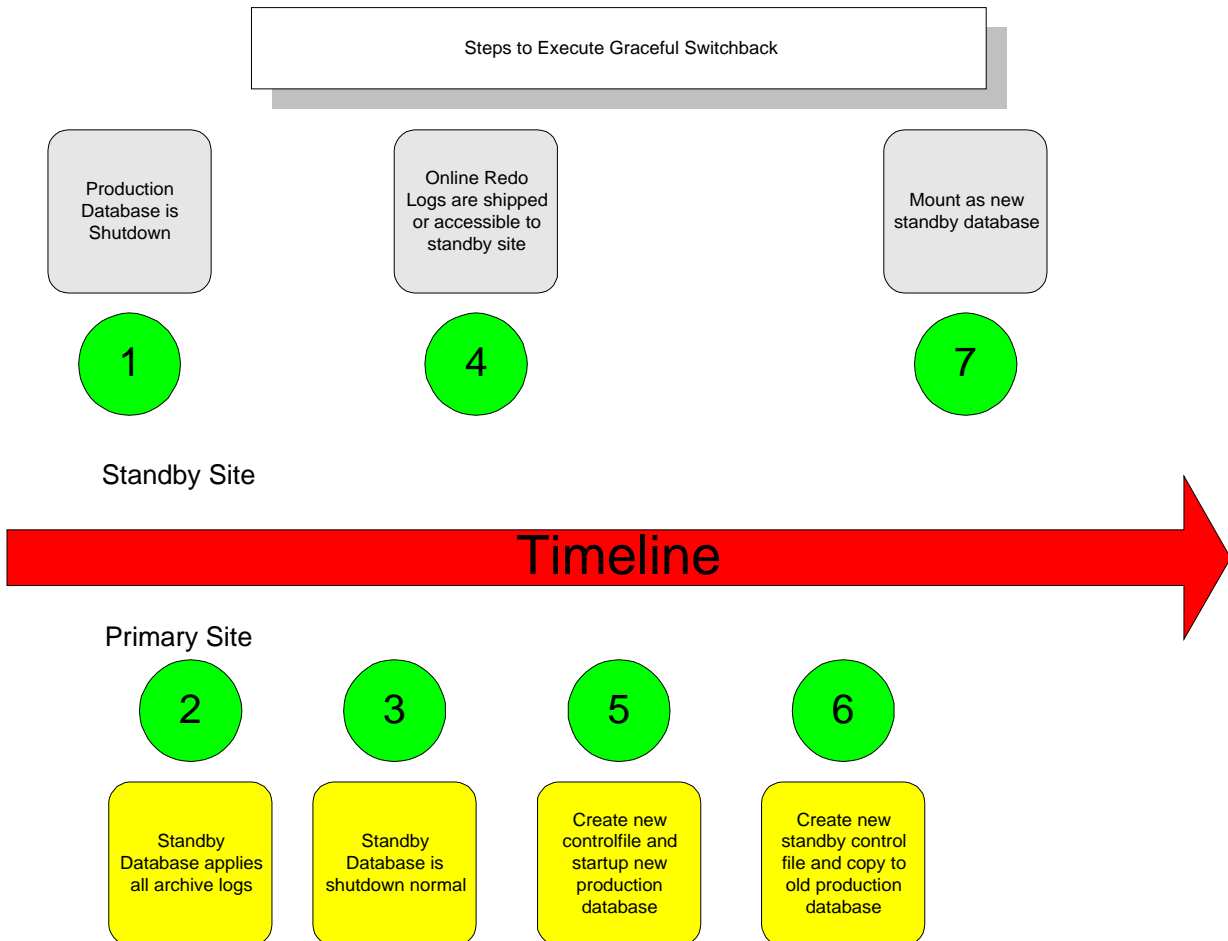 Steps to Execute Graceful Switchback
Production
Database is
Shutdown
Online Redo
Logs are shipped
or accessible to
standby site
Mount as new
standby database
1
4
7
Standby Site
Timeline
Primary Site
2
3
5
6
Standby
Database applies
all archive logs
Standby
Database is
shutdown normal
Create new
controlfile and
startup new
production
database
Create new
standby control
file and copy to
old production
database